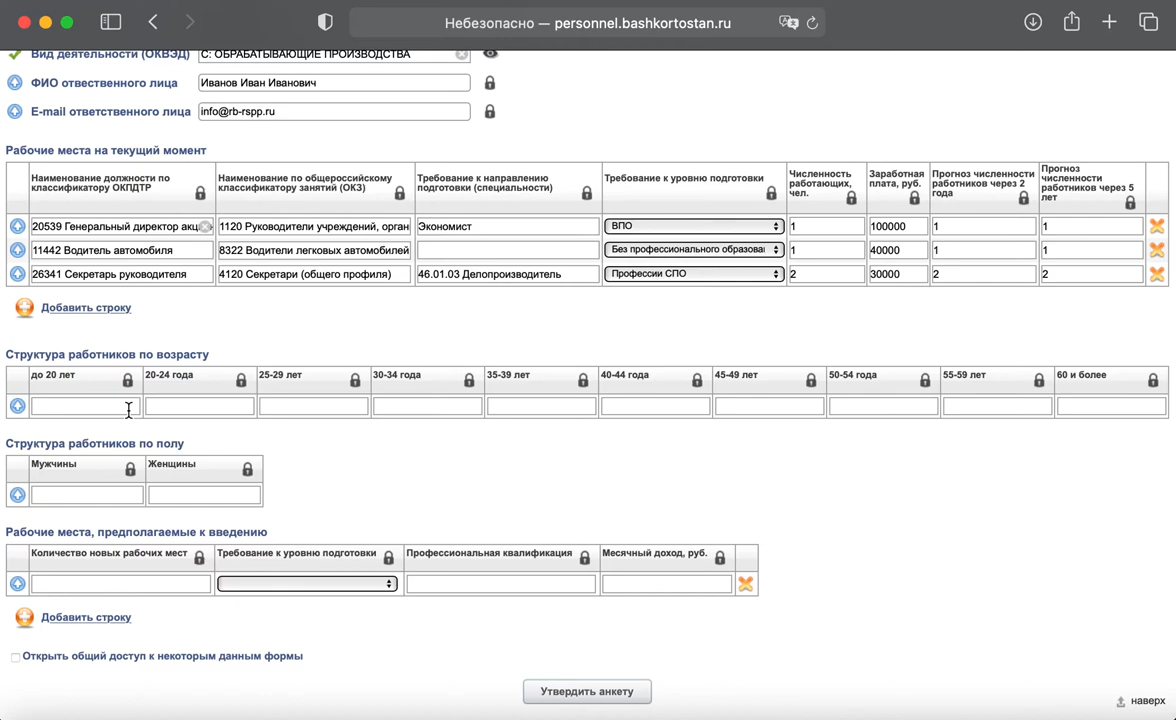 Небезопасно — personnel.bashkortostan.ru
Вид деятельности (ОКВЭД) С: ОБРАБАТЫВАЮЩИЕ ПРОИЗВОДСТВА
ФИО отвественного лица Иванов Иван Иванович
E-mail ответственного лица info@rb-rspp.ru
Рабочие места на текущий момент
Наименование должности по классификатору ОКПДТР
Наименование по общероссийскому классификатору занятий (ОКЗ)
Требование к направлению подготовки (специальности)
Требование к уровню подготовки
Численность работающих, чел.
Заработная плата, руб.
Прогноз численности работников через 2 года
Прогноз численности работников через 5 лет
20539 Генеральный директор акц 1120 Руководители учреждений, орган Экономист ВПО 1 100000 1 1
11442 Водитель автомобиля 8322 Водители легковых автомобилей Без профессионального образова 1 40000 1 1
26341 Секретарь руководителя 4120 Секретари (общего профиля) 46.01.03 Делопроизводитель Профессии СПО 2 30000 2 2
Добавить строку
Структура работников по возрасту
до 20 лет 20-24 года 25-29 лет 30-34 года 35-39 лет 40-44 года 45-49 лет 50-54 года 55-59 лет 60 и более
Структура работников по полу
Мужчины Женщины
Рабочие места, предполагаемые к введению
Количество новых рабочих мест Требование к уровню подготовки Профессиональная квалификация Месячный доход, руб.
Добавить строку
Открыть общий доступ к некоторым данным формы
Утвердить анкету
наверх